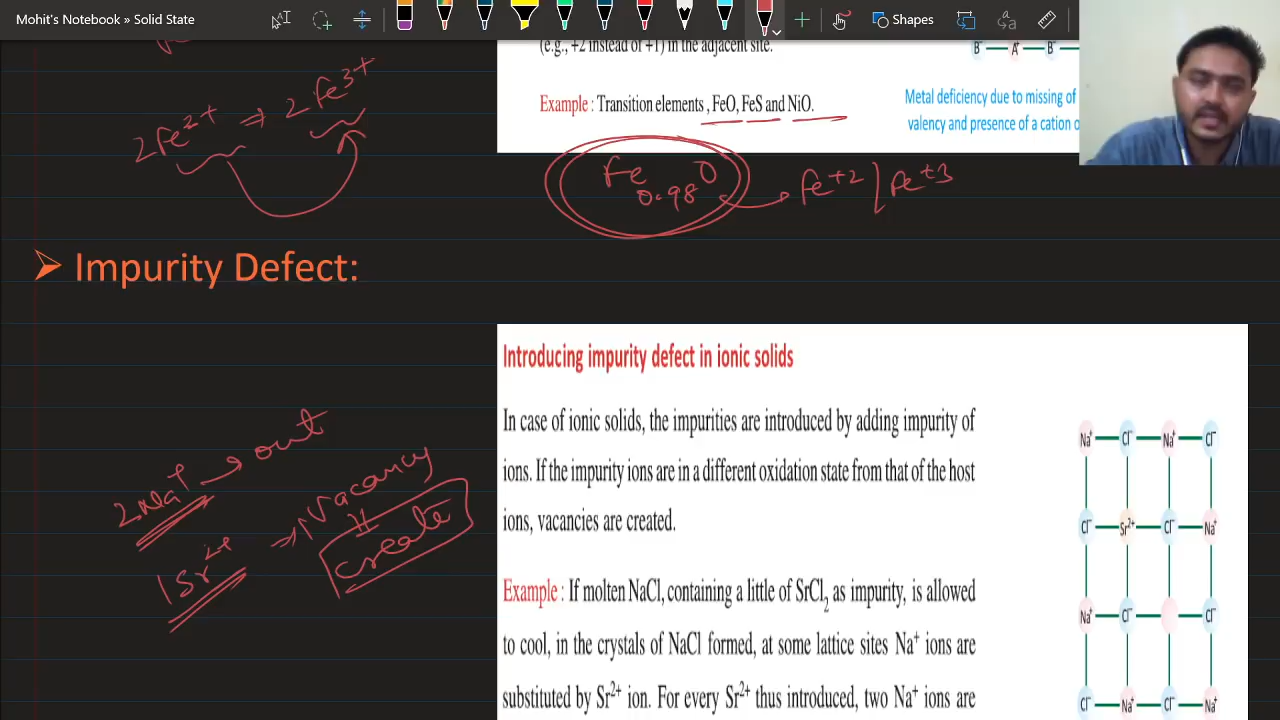 Mohit's Notebook » Solid State
Shapes
(e.g., +2 instead of +1) in the adjacent site.
B⁻ A⁺ B⁻
2Fe²⁺ ⇒ 2Fe³⁺
Example : Transition elements , FeO, FeS and NiO.
Metal deficiency due to missing of
valency and presence of a cation o
Fe0.98O → Fe+2 | Fe+3
➢ Impurity Defect:
Introducing impurity defect in ionic solids
In case of ionic solids, the impurities are introduced by adding impurity of
ions. If the impurity ions are in a different oxidation state from that of the host
ions, vacancies are created.
Example : If molten NaCl, containing a little of SrCl₂ as impurity, is allowed
to cool, in the crystals of NaCl formed, at some lattice sites Na⁺ ions are
substituted by Sr²⁺ ion. For every Sr²⁺ thus introduced, two Na⁺ ions are
2Na⁺ → out
1Sr²⁺ ⇒ 1 Vacancy
create
Na⁺ Cl⁻ Na⁺ Cl⁻
Cl⁻ Sr²⁺ Cl⁻ Na⁺
Na⁺ Cl⁻ Cl⁻
Cl⁻ Na⁺ Cl⁻ Na⁺